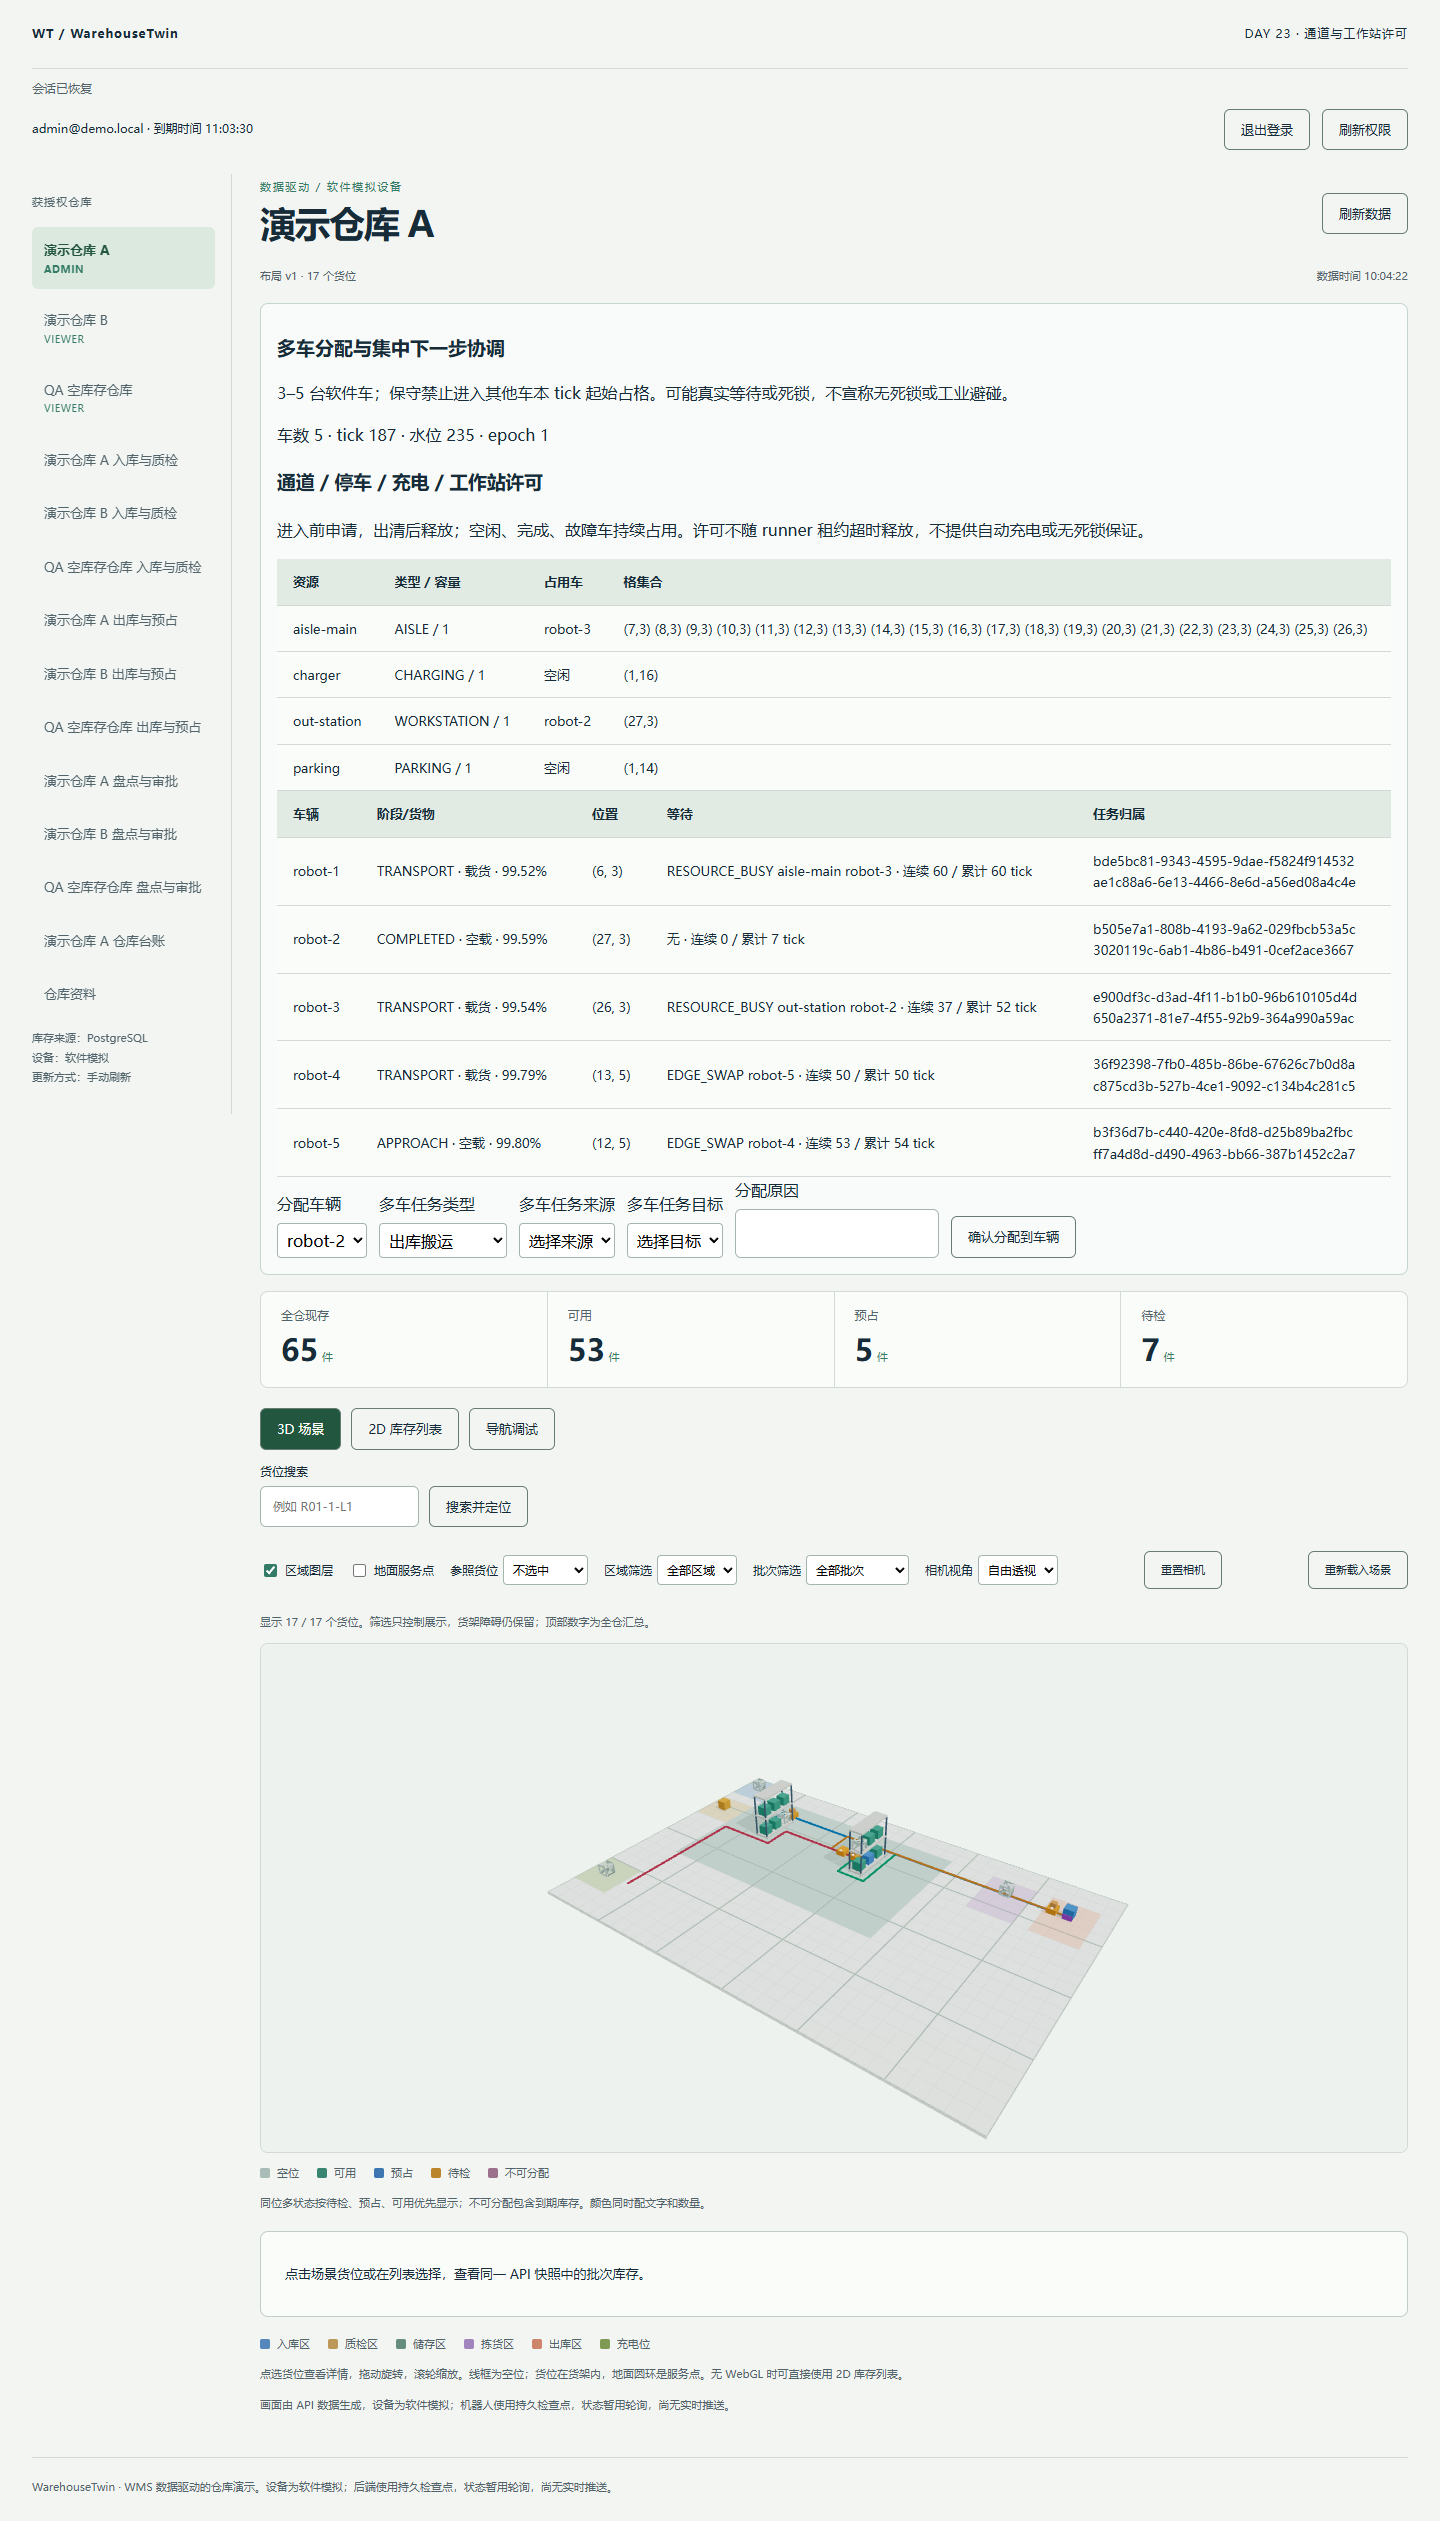 WT / WarehouseTwin
DAY 23 · 通道与工作站许可
会话已恢复
admin@demo.local · 到期时间 11:03:30
退出登录
刷新权限
获授权仓库
演示仓库 A
ADMIN
演示仓库 B
VIEWER
QA 空库存仓库
VIEWER
演示仓库 A 入库与质检
演示仓库 B 入库与质检
QA 空库存仓库 入库与质检
演示仓库 A 出库与预占
演示仓库 B 出库与预占
QA 空库存仓库 出库与预占
演示仓库 A 盘点与审批
演示仓库 B 盘点与审批
QA 空库存仓库 盘点与审批
演示仓库 A 仓库台账
仓库资料
库存来源：PostgreSQL
设备：软件模拟
更新方式：手动刷新
数据驱动 / 软件模拟设备
演示仓库 A
刷新数据
布局 v1 · 17 个货位
数据时间 10:04:22
多车分配与集中下一步协调
3–5 台软件车；保守禁止进入其他车本 tick 起始占格。可能真实等待或死锁，不宣称无死锁或工业避碰。
车数 5 · tick 187 · 水位 235 · epoch 1
通道 / 停车 / 充电 / 工作站许可
进入前申请，出清后释放；空闲、完成、故障车持续占用。许可不随 runner 租约超时释放，不提供自动充电或无死锁保证。
资源 类型 / 容量 占用车 格集合
aisle-main AISLE / 1 robot-3 (7,3) (8,3) (9,3) (10,3) (11,3) (12,3) (13,3) (14,3) (15,3) (16,3) (17,3) (18,3) (19,3) (20,3) (21,3) (22,3) (23,3) (24,3) (25,3) (26,3)
charger CHARGING / 1 空闲 (1,16)
out-station WORKSTATION / 1 robot-2 (27,3)
parking PARKING / 1 空闲 (1,14)
车辆 阶段/货物 位置 等待 任务归属
robot-1 TRANSPORT · 载货 · 99.52% (6, 3) RESOURCE_BUSY aisle-main robot-3 · 连续 60 / 累计 60 tick
bde5bc81-9343-4595-9dae-f5824f914532
ae1c88a6-6e13-4466-8e6d-a56ed08a4c4e
robot-2 COMPLETED · 空载 · 99.59% (27, 3) 无 · 连续 0 / 累计 7 tick
b505e7a1-808b-4193-9a62-029fbcb53a5c
3020119c-6ab1-4b86-b491-0cef2ace3667
robot-3 TRANSPORT · 载货 · 99.54% (26, 3) RESOURCE_BUSY out-station robot-2 · 连续 37 / 累计 52 tick
e900df3c-d3ad-4f11-b1b0-96b610105d4d
650a2371-81e7-4f55-92b9-364a990a59ac
robot-4 TRANSPORT · 载货 · 99.79% (13, 5) EDGE_SWAP robot-5 · 连续 50 / 累计 50 tick
36f92398-7fb0-485b-86be-67626c7b0d8a
c875cd3b-527b-4ce1-9092-c134b4c281c5
robot-5 APPROACH · 空载 · 99.80% (12, 5) EDGE_SWAP robot-4 · 连续 53 / 累计 54 tick
b3f36d7b-c440-420e-8fd8-d25b89ba2fbc
ff7a4d8d-d490-4963-bb66-387b1452c2a7
分配车辆 多车任务类型 多车任务来源 多车任务目标 分配原因
robot-2 出库搬运 选择来源 选择目标 确认分配到车辆
全仓现存 可用 预占 待检
65 件 53 件 5 件 7 件
3D 场景 2D 库存列表 导航调试
货位搜索
例如 R01-1-L1 搜索并定位
区域图层 地面服务点 参照货位 不选中 区域筛选 全部区域 批次筛选 全部批次 相机视角 自由透视 重置相机 重新载入场景
显示 17 / 17 个货位。筛选只控制展示，货架障碍仍保留；顶部数字为全仓汇总。
空位 可用 预占 待检 不可分配
同位多状态按待检、预占、可用优先显示；不可分配包含到期库存。颜色同时配文字和数量。
点击场景货位或在列表选择，查看同一 API 快照中的批次库存。
入库区 质检区 储存区 拣货区 出库区 充电位
点选货位查看详情，拖动旋转，滚轮缩放。线框为空位；货位在货架内，地面圆环是服务点。无 WebGL 时可直接使用 2D 库存列表。
画面由 API 数据生成，设备为软件模拟；机器人使用持久检查点，状态暂用轮询，尚无实时推送。
WarehouseTwin · WMS 数据驱动的仓库演示。设备为软件模拟；后端使用持久检查点，状态暂用轮询，尚无实时推送。